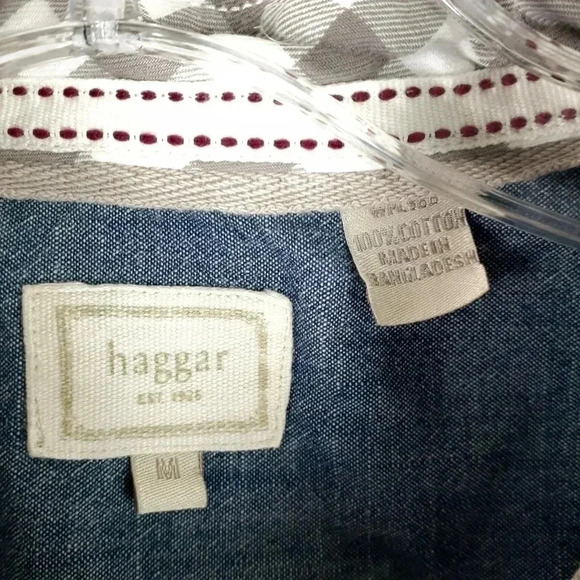 haggar
EST. 1926
M
100% COTTON
MADE IN
BANGLADESH